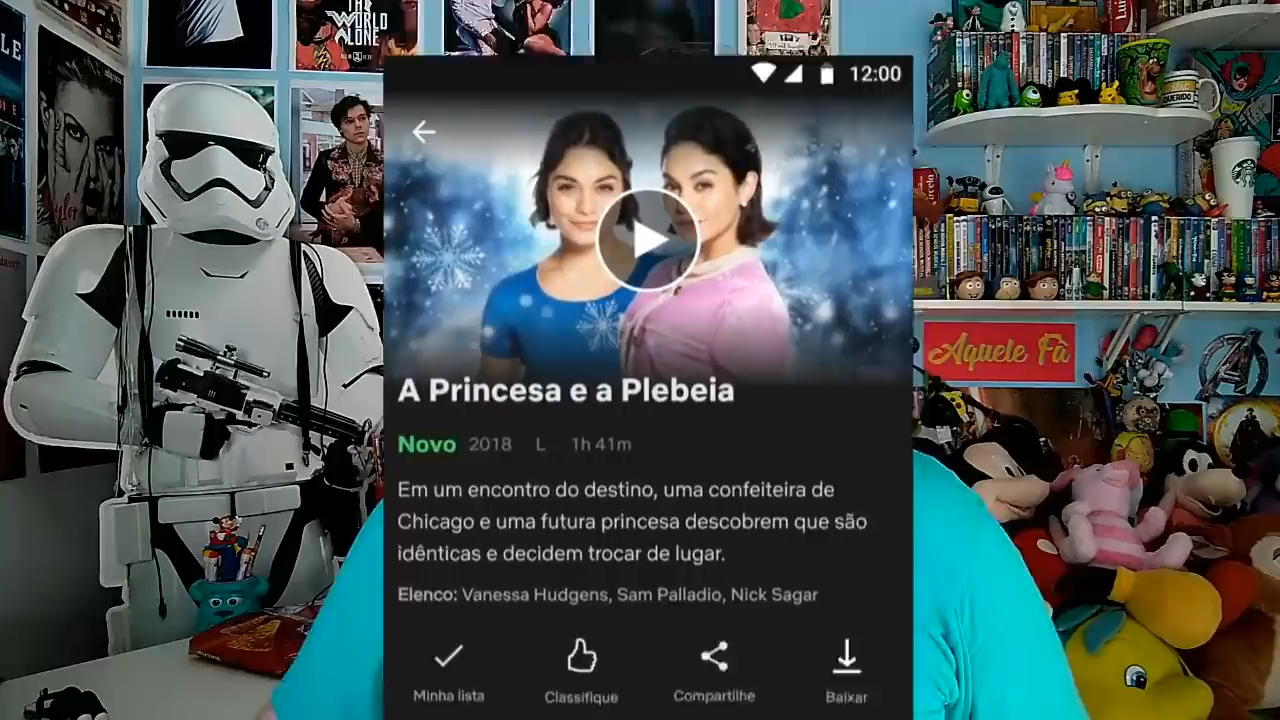 THE
WORLD
ALONE
12:00
A Princesa e a Plebeia
Novo 2018 L 1h 41m
Em um encontro do destino, uma confeiteira de
Chicago e uma futura princesa descobrem que são
idênticas e decidem trocar de lugar.
Elenco: Vanessa Hudgens, Sam Palladio, Nick Sagar
Minha lista
Classifique
Compartilhe
Baixar
QUERIDO
Aquele Fã